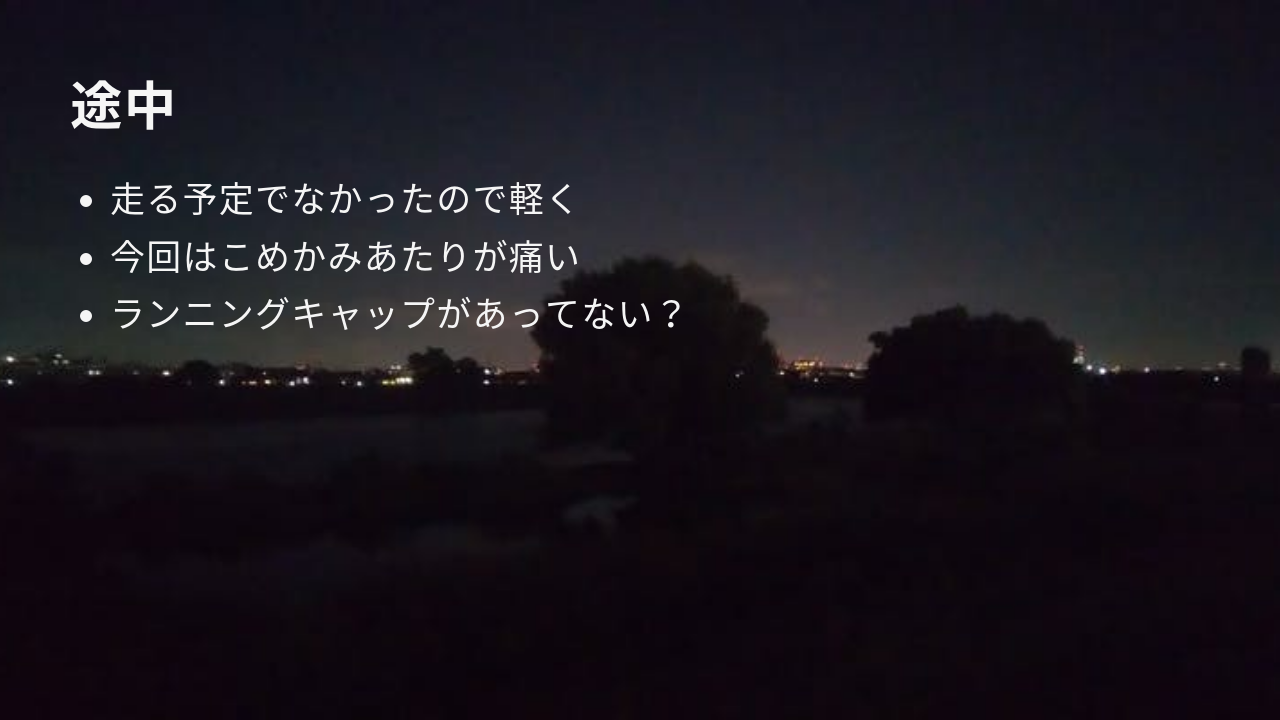 途中
走る予定でなかったので軽く
今回はこめかみあたりが痛い
ランニングキャップがあってない？